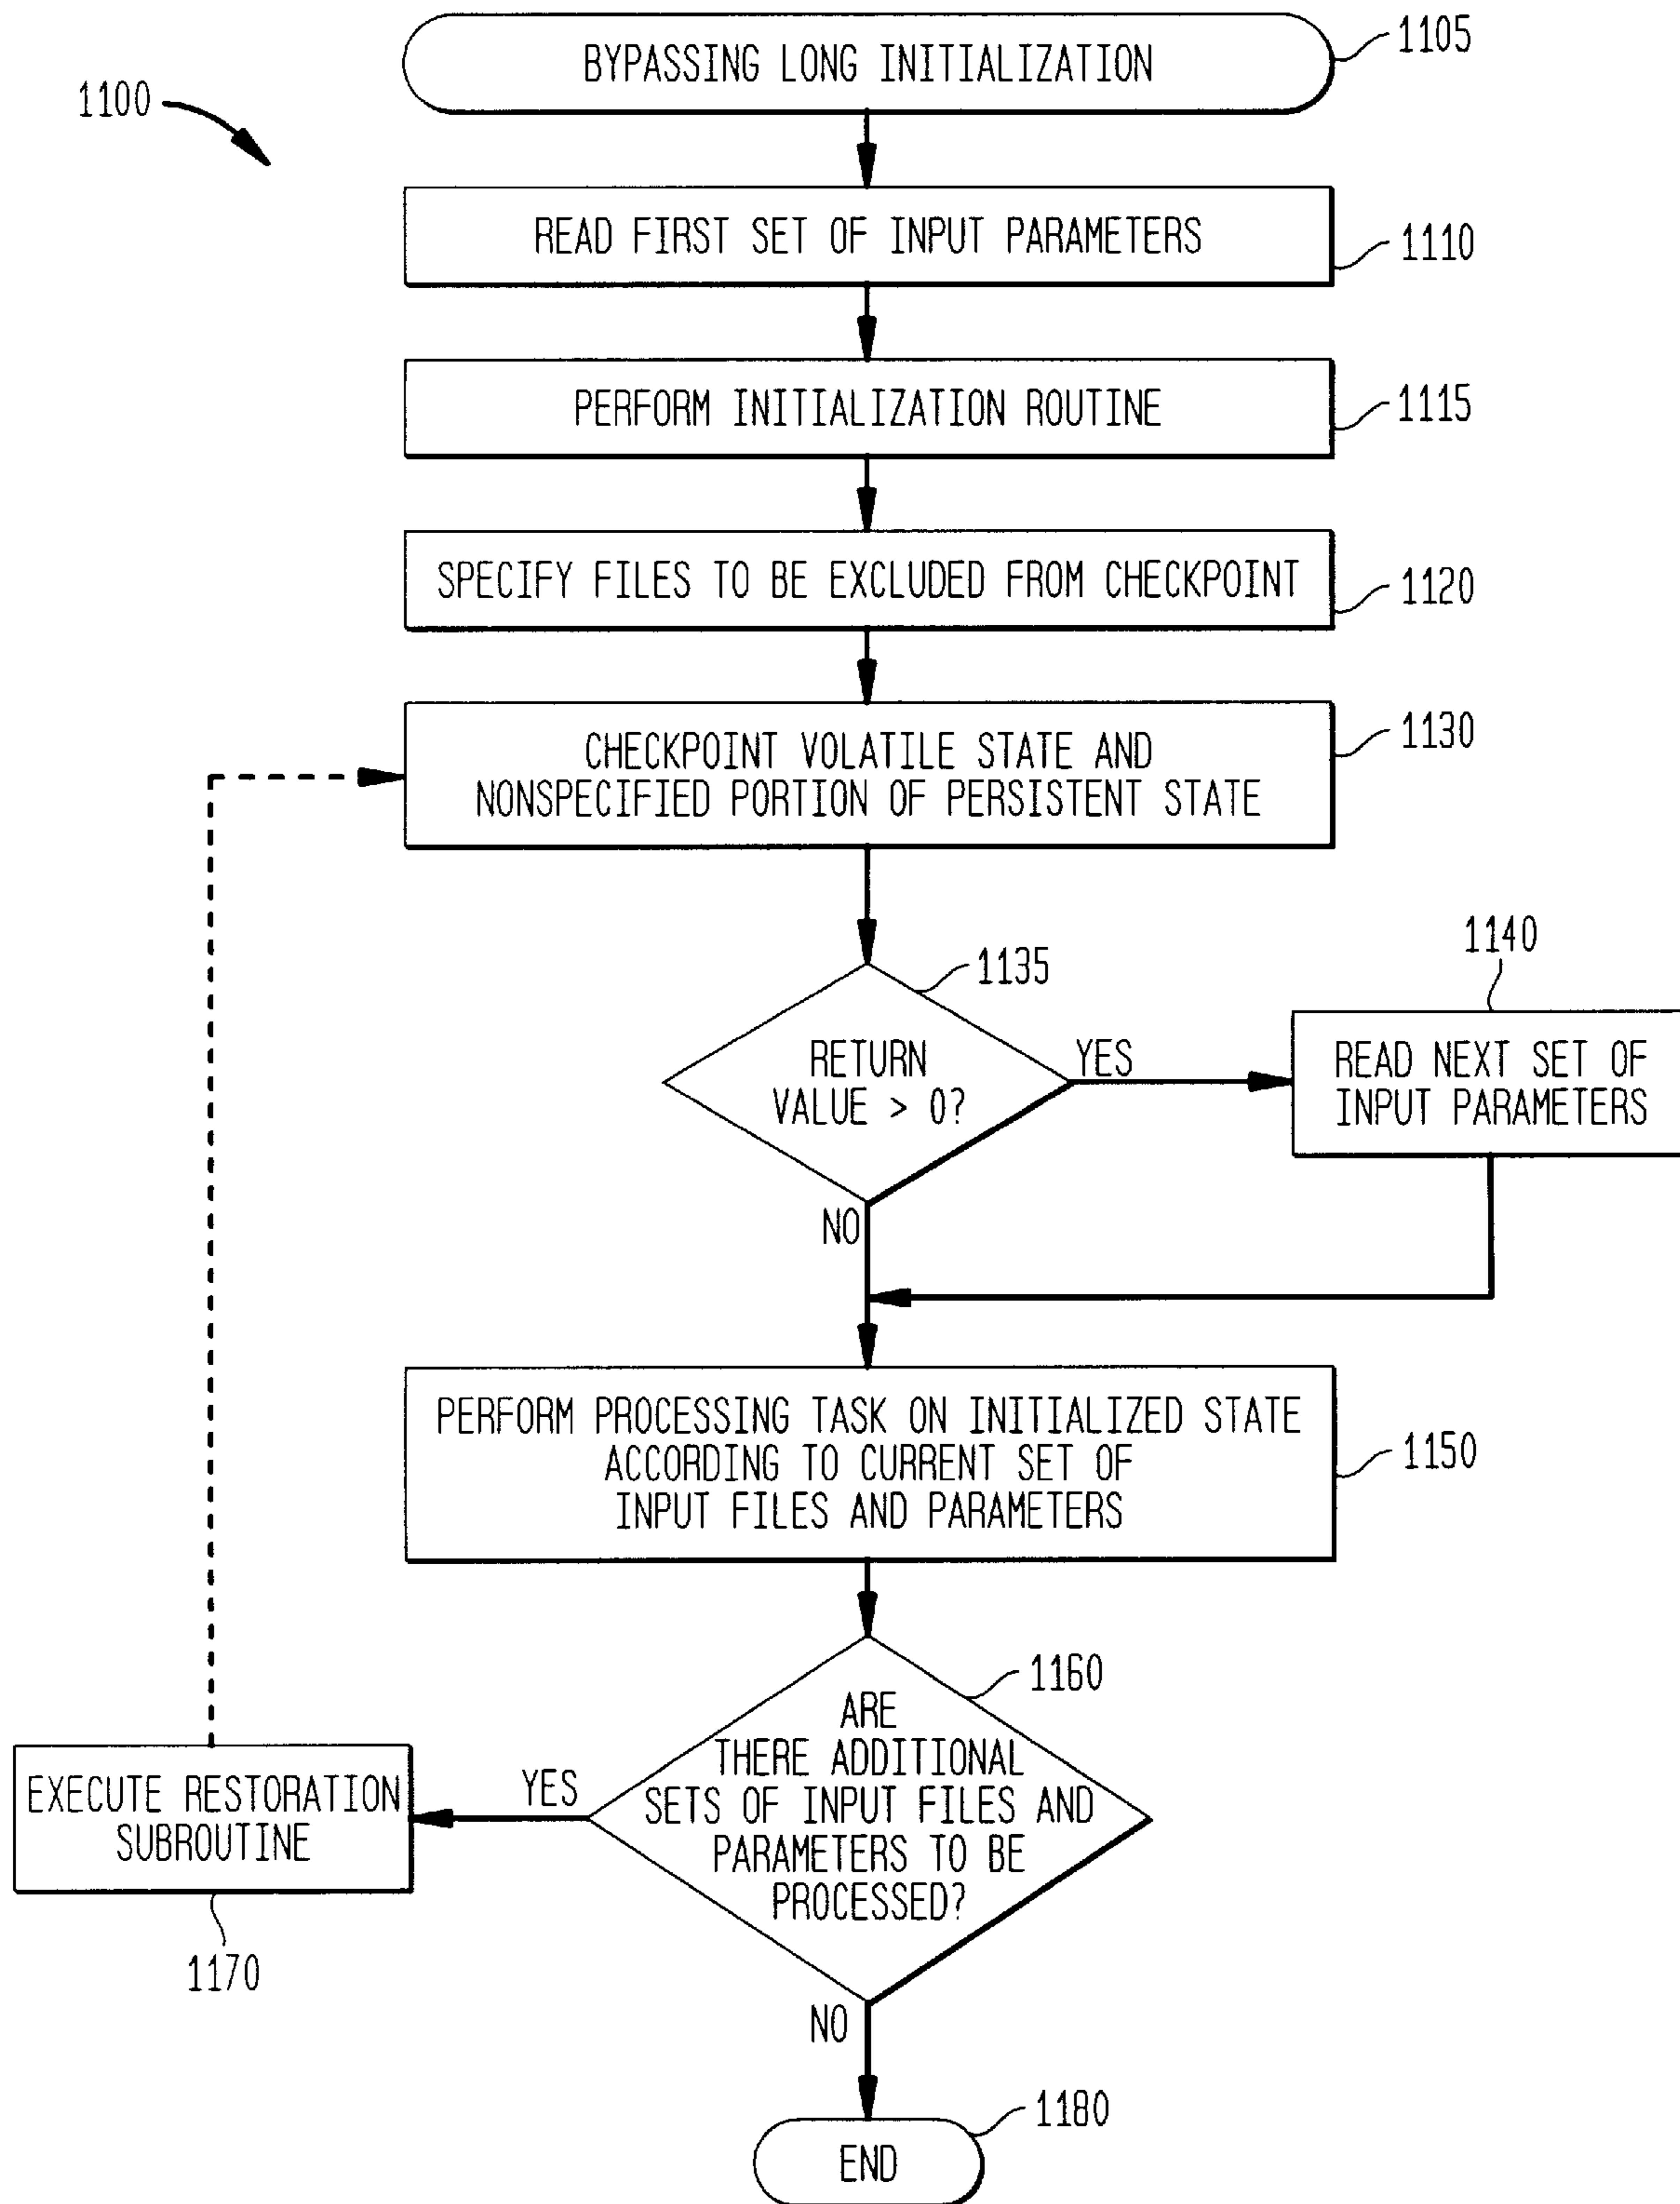 BYPASSING LONG INITIALIZATION
1105
1100
READ FIRST SET OF INPUT PARAMETERS
1110
PERFORM INITIALIZATION ROUTINE
1115
SPECIFY FILES TO BE EXCLUDED FROM CHECKPOINT
1120
CHECKPOINT VOLATILE STATE AND
NONSPECIFIED PORTION OF PERSISTENT STATE
1130
1135
RETURN
VALUE > 0?
YES
NO
1140
READ NEXT SET OF
INPUT PARAMETERS
PERFORM PROCESSING TASK ON INITIALIZED STATE
ACCORDING TO CURRENT SET OF
INPUT FILES AND PARAMETERS
1150
1160
ARE
THERE ADDITIONAL
SETS OF INPUT FILES AND
PARAMETERS TO BE
PROCESSED?
YES
EXECUTE RESTORATION
SUBROUTINE
1170
NO
1180
END